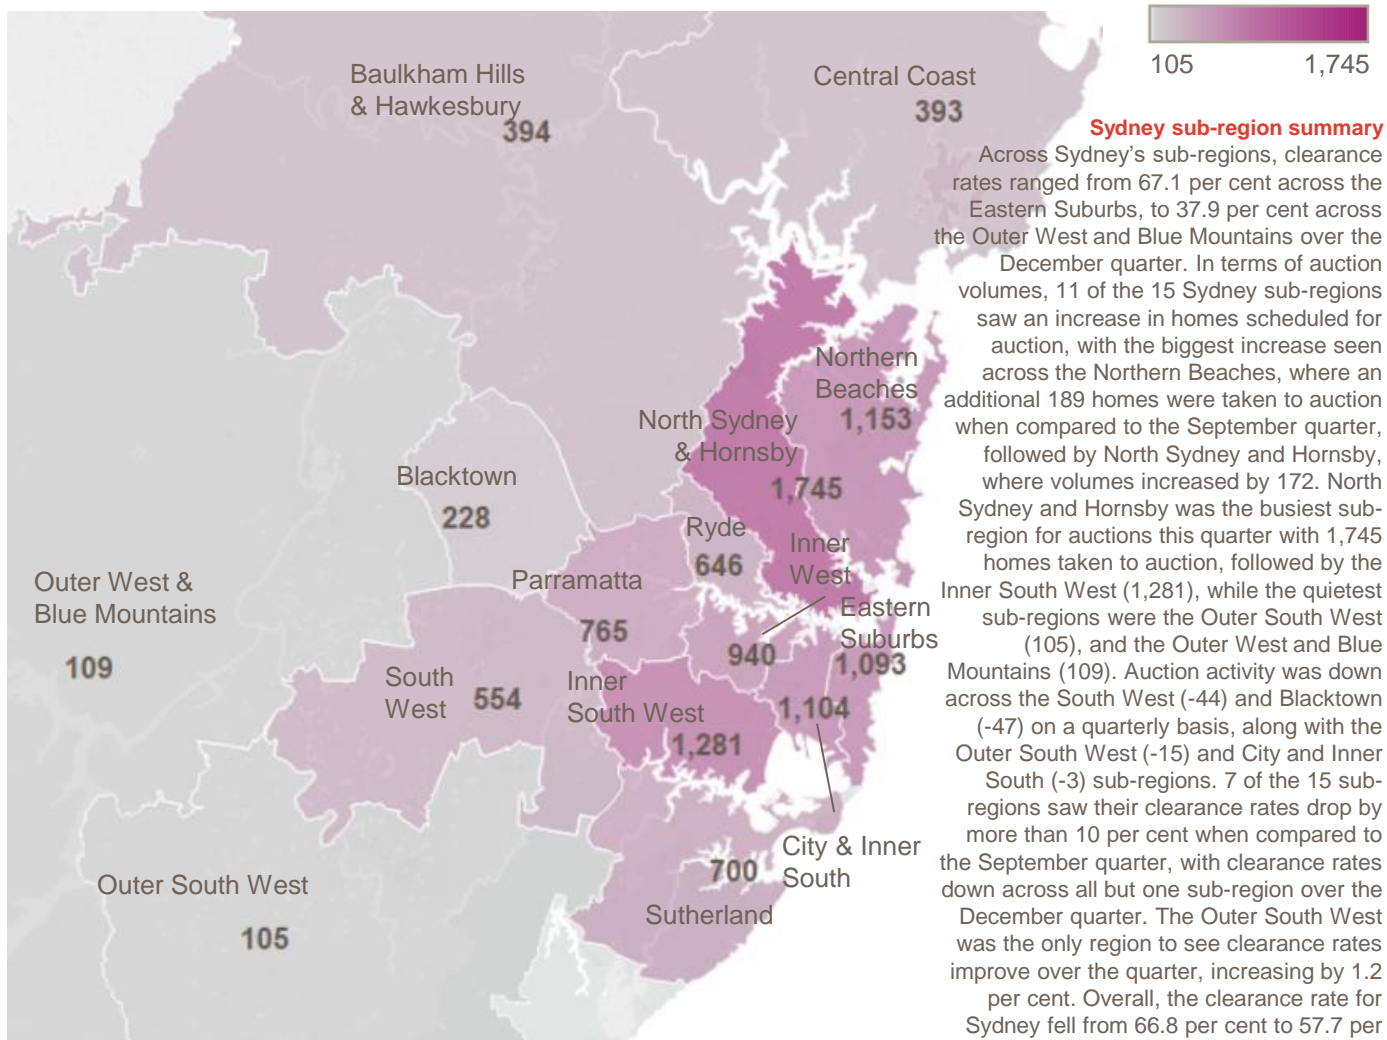 105 1,745
Baulkham Hills
& Hawkesbury
394
Central Coast
393
Northern
Beaches
1,153
North Sydney
& Hornsby
1,745
Blacktown
228
Ryde
646
Inner
West
940
Outer West &
Blue Mountains
109
Parramatta
765
Eastern
Suburbs
1,093
South
West
554
Inner
South West
1,281
1,104
City & Inner
South
700
Sutherland
Outer South West
105
Sydney sub-region summary
Across Sydney's sub-regions, clearance
rates ranged from 67.1 per cent across the
Eastern Suburbs, to 37.9 per cent across
the Outer West and Blue Mountains over the
December quarter. In terms of auction
volumes, 11 of the 15 Sydney sub-regions
saw an increase in homes scheduled for
auction, with the biggest increase seen
across the Northern Beaches, where an
additional 189 homes were taken to auction
when compared to the September quarter,
followed by North Sydney and Hornsby,
where volumes increased by 172. North
Sydney and Hornsby was the busiest sub-
region for auctions this quarter with 1,745
homes taken to auction, followed by the
Inner South West (1,281), while the quietest
sub-regions were the Outer South West
(105), and the Outer West and Blue
Mountains (109). Auction activity was down
across the South West (-44) and Blacktown
(-47) on a quarterly basis, along with the
Outer South West (-15) and City and Inner
South (-3) sub-regions. 7 of the 15 sub-
regions saw their clearance rates drop by
more than 10 per cent when compared to
the September quarter, with clearance rates
down across all but one sub-region over the
December quarter. The Outer South West
was the only region to see clearance rates
improve over the quarter, increasing by 1.2
per cent. Overall, the clearance rate for
Sydney fell from 66.8 per cent to 57.7 per